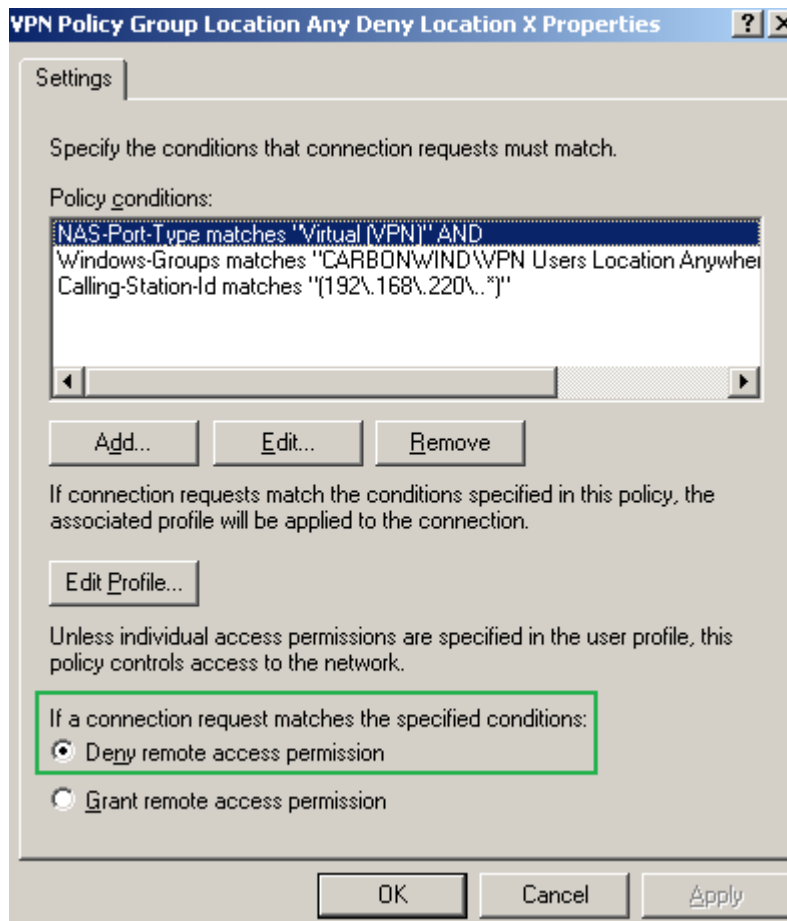 VPN Policy Group Location Any Deny Location X Properties
Settings
Specify the conditions that connection requests must match.
Policy conditions:
NAS-Port-Type matches "Virtual (VPN)" AND
Windows-Groups matches "CARBONWIND\VPN Users Location Anywher
Calling-Station-Id matches "(192\.168\.220\..*)"
Add...
Edit...
Remove
If connection requests match the conditions specified in this policy, the
associated profile will be applied to the connection.
Edit Profile...
Unless individual access permissions are specified in the user profile, this
policy controls access to the network.
If a connection request matches the specified conditions:
Deny remote access permission
Grant remote access permission
OK
Cancel
Apply